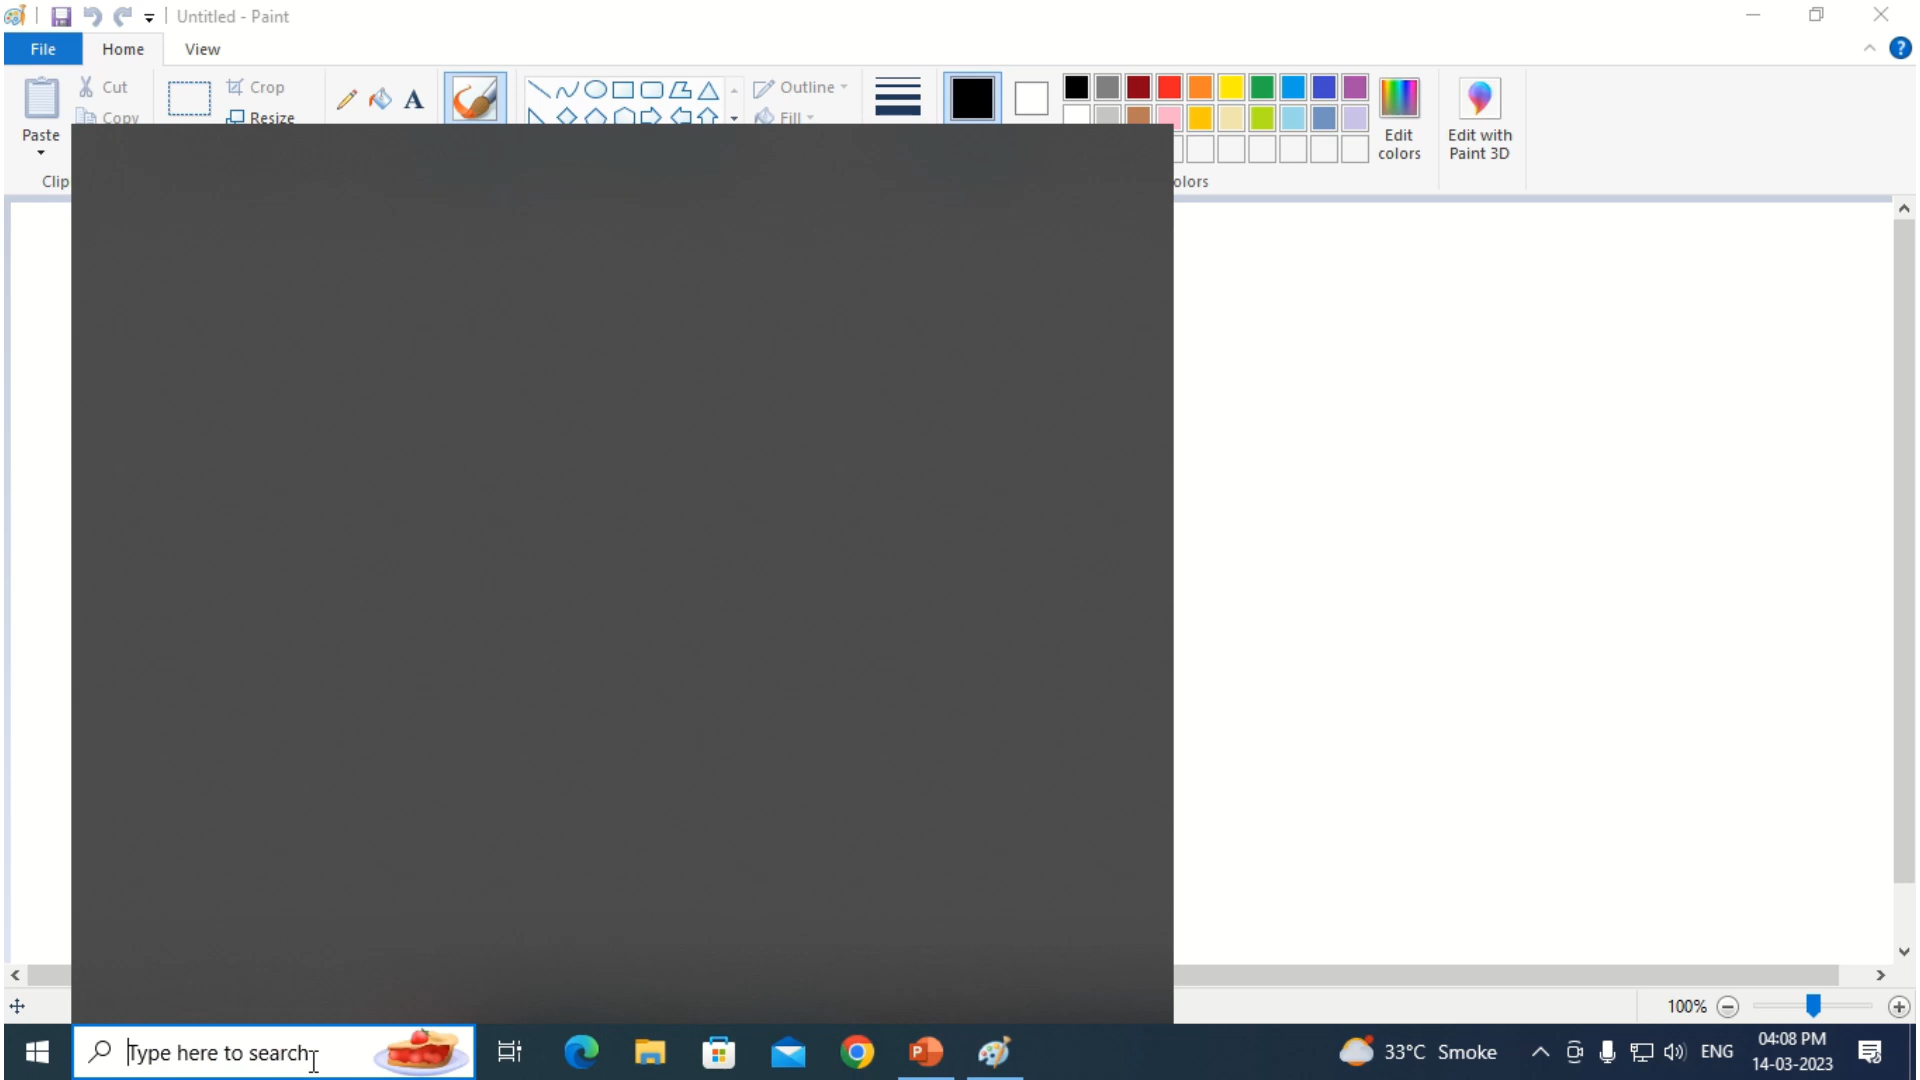 Untitled - Paint
File Home View
Paste
Cut
Copy
Crop
Resize
A
Outline
Fill
Edit colors
Edit with Paint 3D
Clip
olors
100%
Type here to search
33°C Smoke
ENG
04:08 PM
14-03-2023